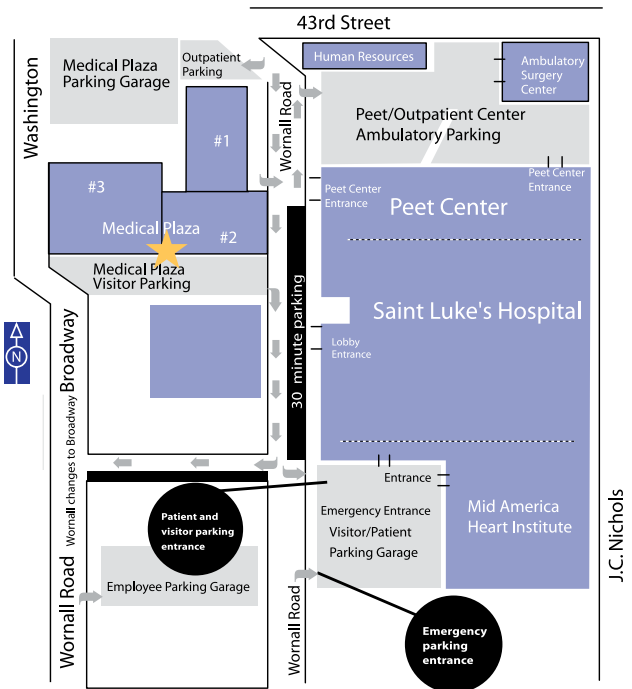 43rd Street
Washington
Medical Plaza
Parking Garage
Outpatient
Parking
Wornall Road
Human Resources
Ambulatory
Surgery
Center
Peet/Outpatient Center
Ambulatory Parking
#1
#3
Medical Plaza
#2
Peet Center
Entrance
Peet Center
Entrance
Peet Center
Medical Plaza
Visitor Parking
30 minute parking
Saint Luke's Hospital
Lobby
Entrance
N
Broadway
Wornall changes to Broadway
Wornall Road
Patient and
visitor parking
entrance
Entrance
Emergency Entrance
Visitor/Patient
Parking Garage
Mid America
Heart Institute
Employee Parking Garage
Wornall Road
Emergency
parking
entrance
J.C. Nichols